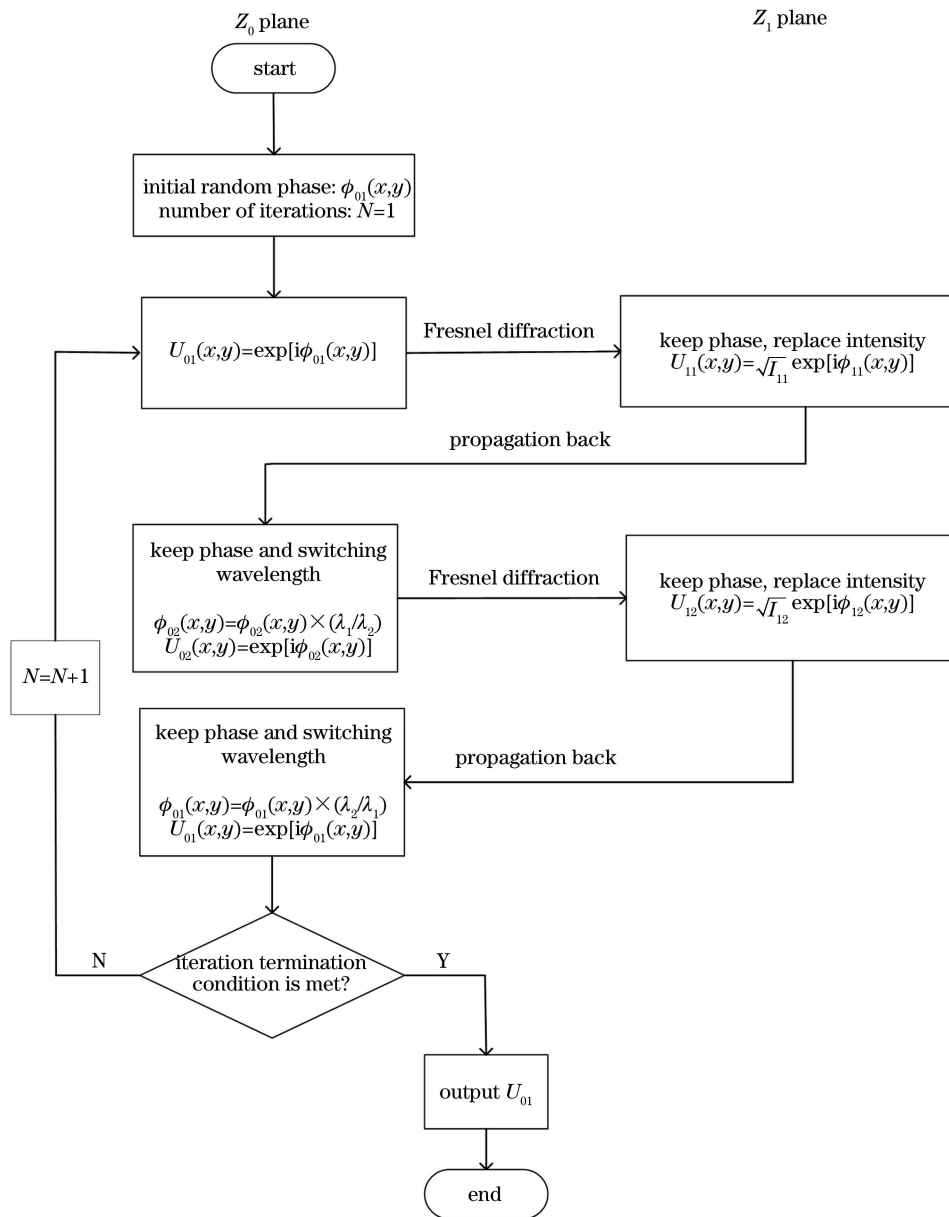 Z₀ plane
Z₁ plane
start
initial random phase: ϕ₀₁(x,y)
number of iterations: N=1
U₀₁(x,y)=exp[iϕ₀₁(x,y)]
Fresnel diffraction
keep phase, replace intensity
U₁₁(x,y)=√I₁₁ exp[iϕ₁₁(x,y)]
propagation back
keep phase and switching
wavelength
ϕ₀₂(x,y)=ϕ₀₂(x,y)×(λ₁/λ₂)
U₀₂(x,y)=exp[iϕ₀₂(x,y)]
Fresnel diffraction
keep phase, replace intensity
U₁₂(x,y)=√I₁₂ exp[iϕ₁₂(x,y)]
N=N+1
propagation back
keep phase and switching
wavelength
ϕ₀₁(x,y)=ϕ₀₁(x,y)×(λ₂/λ₁)
U₀₁(x,y)=exp[iϕ₀₁(x,y)]
N
iteration termination
condition is met?
Y
output U₀₁
end